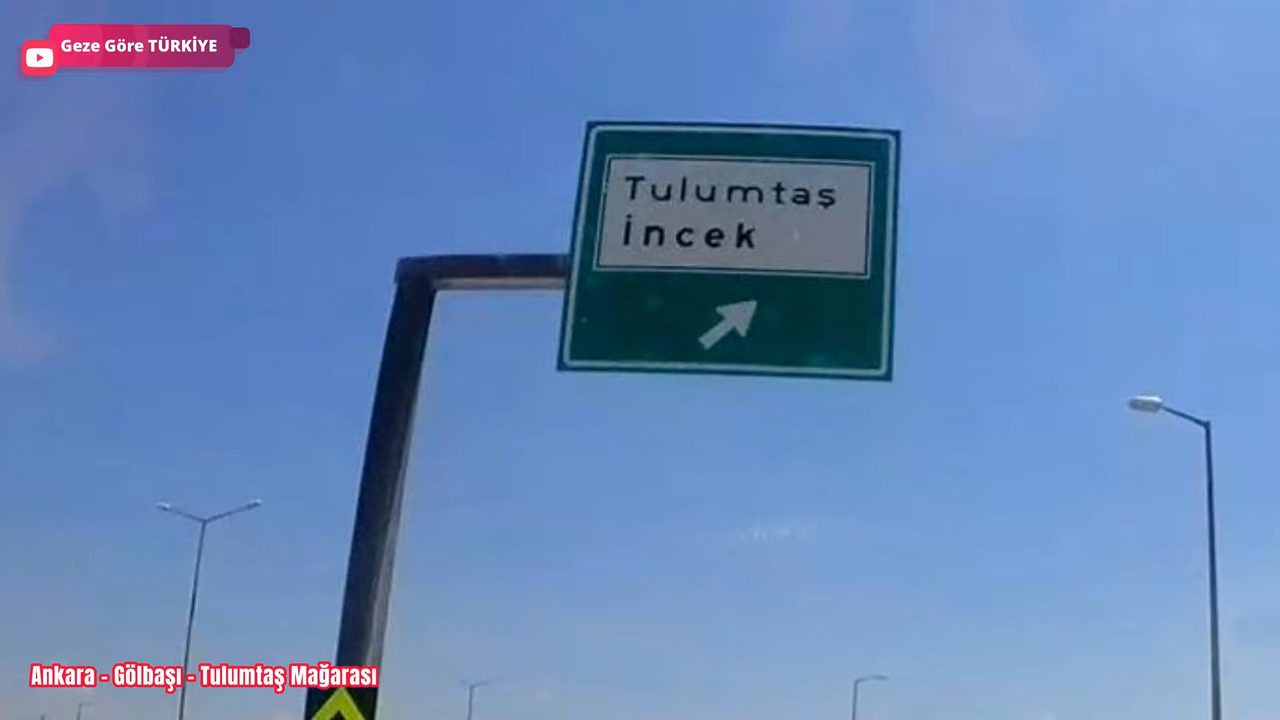 Geze Göre TÜRKİYE
Tulumtaş
İncek
Ankara - Gölbaşı - Tulumtaş Mağarası